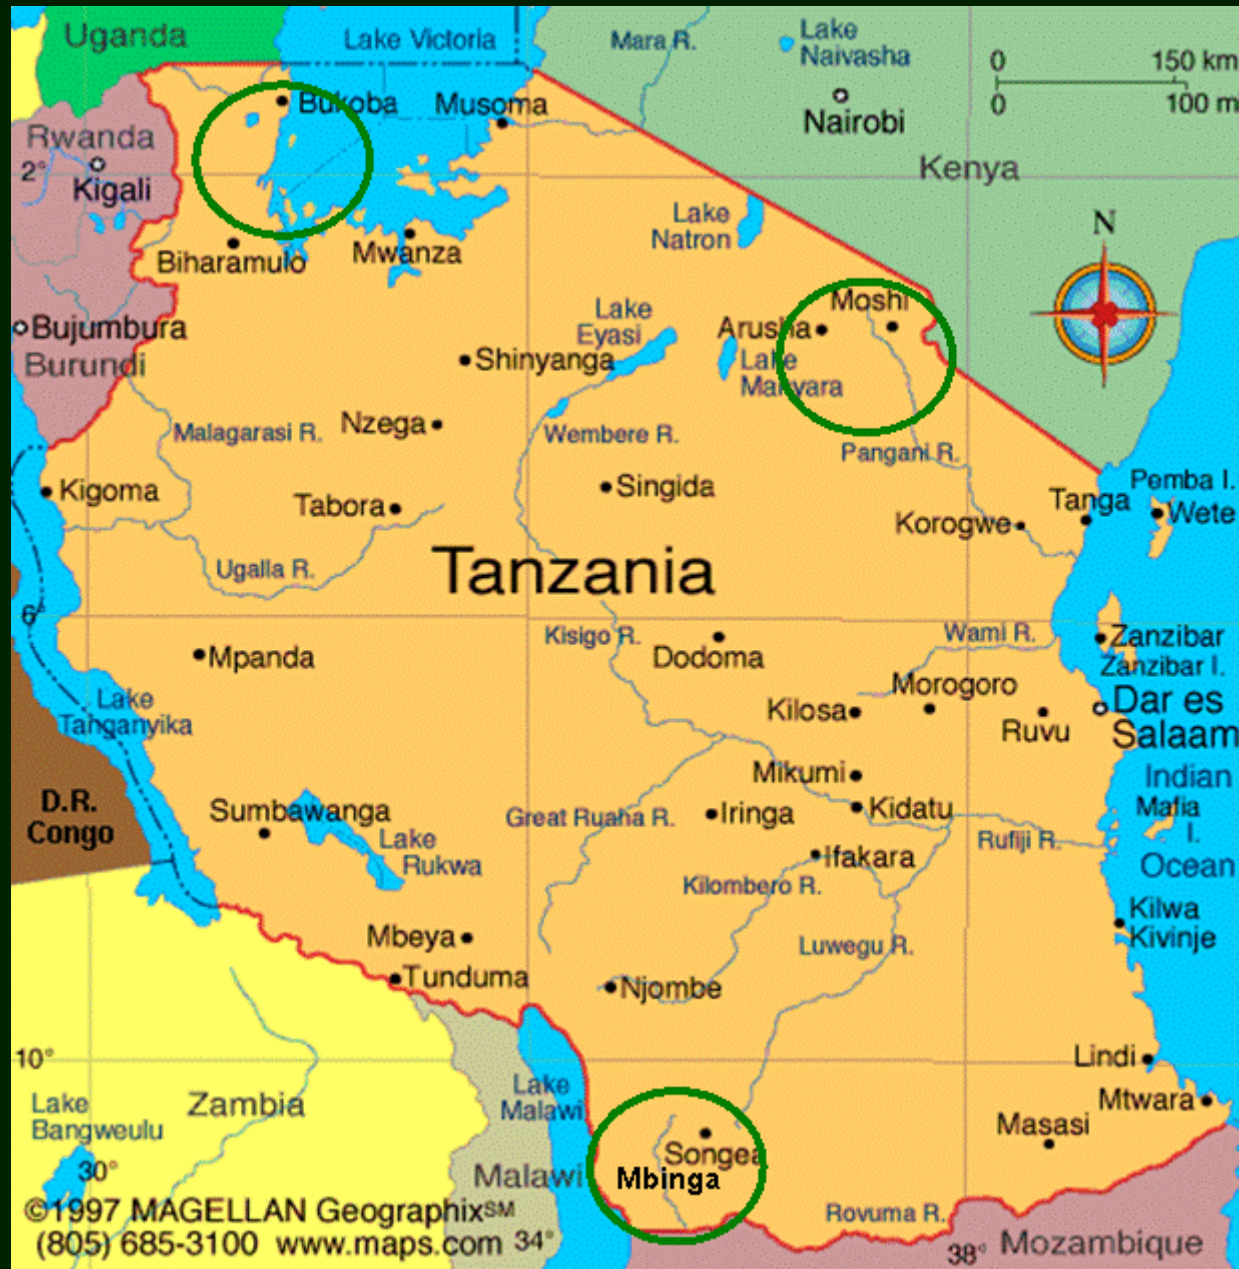 Uganda
Lake Victoria
Mara R.
Lake
Naivasha
0 150 km
0 100 m
Nairobi
Bukoba
Musoma
Rwanda
Kigali
2°
Kenya
N
Lake
Natron
Biharamulo
Mwanza
Bujumbura
Burundi
Lake
Eyasi
Moshi
Arusha
Lake
Manyara
Shinyanga
Malagarasi R.
Nzega
Wembere R.
Pangani R.
Kigoma
Tabora
Singida
Korogwe
Tanga
Pemba I.
Wete
Ugalla R.
Tanzania
6°
Kisigo R.
Dodoma
Wami R.
Zanzibar
Zanzibar I.
Mpanda
Lake
Tanganyika
Morogoro
Kilosa
Ruvu
Dar es
Salaam
Mikumi
Indian
Ocean
Mafia
I.
D.R.
Congo
Sumbawanga
Lake
Rukwa
Great Ruaha R.
Iringa
Kidatu
Rufiji R.
Ifakara
Kilombero R.
Kilwa
Kivinje
Mbeya
Tunduma
Njombe
Luwegu R.
10°
Lindi
Mtwara
Masasi
Zambia
Lake
Bangweulu
30°
Lake
Malawi
Malawi
Songea
Mbinga
Rovuma R.
©1997 MAGELLAN Geographix℠
(805) 685-3100 www.maps.com
34°
38°
Mozambique